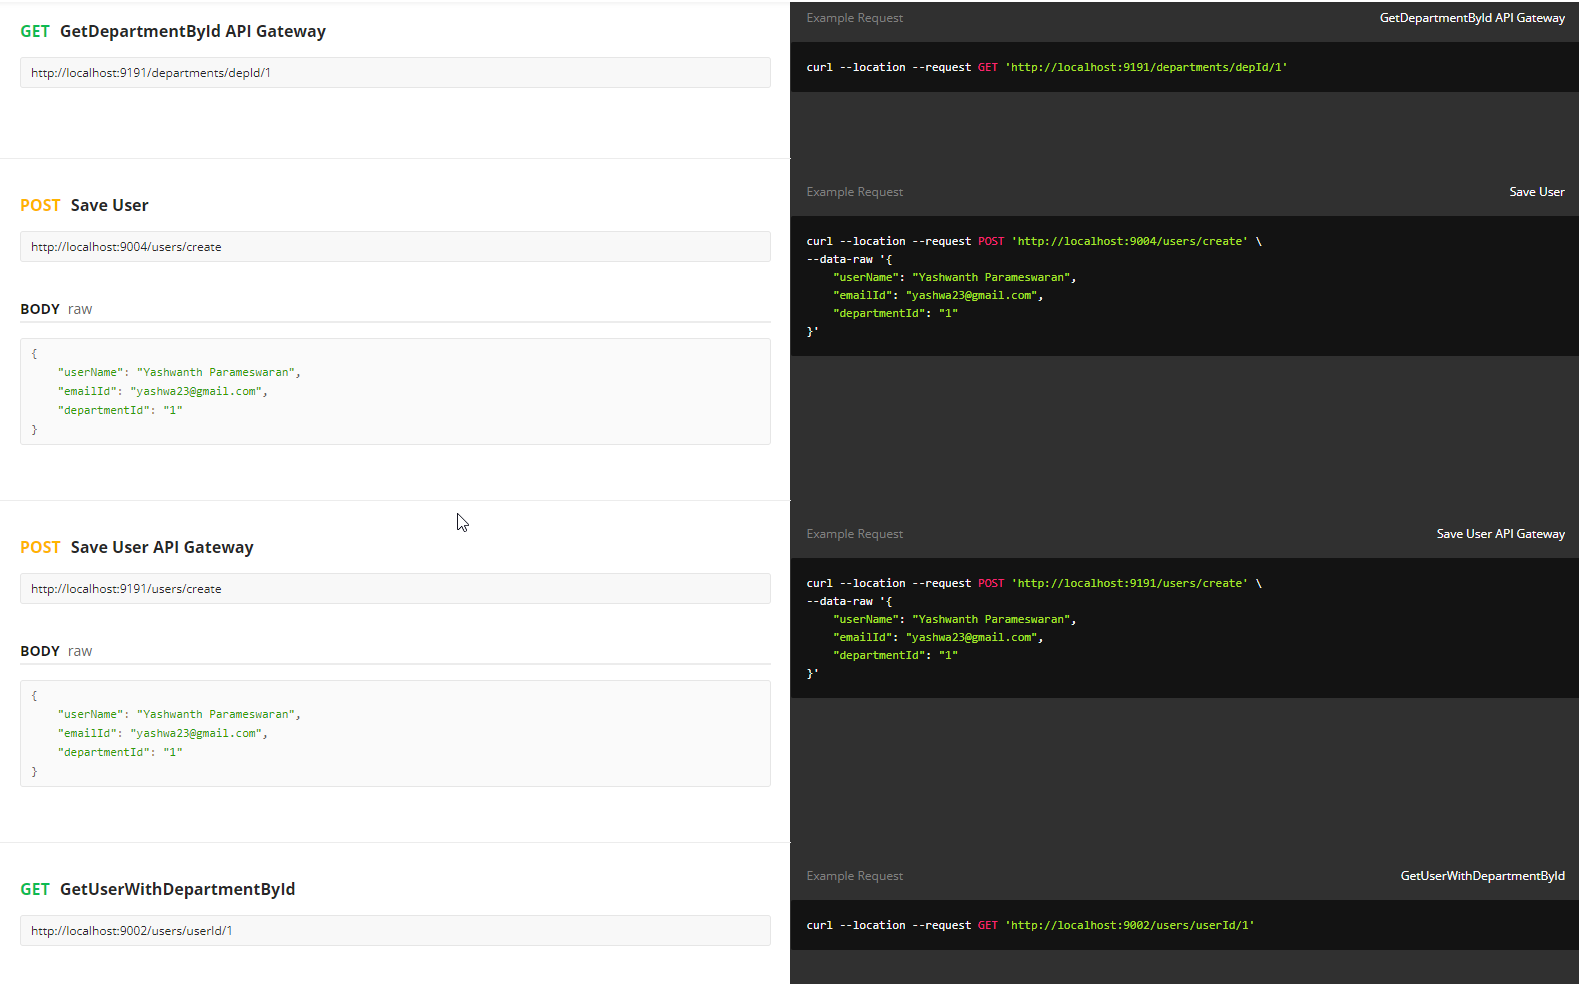 GET GetDepartmentById API Gateway
http://localhost:9191/departments/depId/1
Example Request GetDepartmentById API Gateway
curl --location --request GET 'http://localhost:9191/departments/depId/1'
POST Save User
http://localhost:9004/users/create
BODY raw
{
    "userName": "Yashwanth Parameswaran",
    "emailId": "yashwa23@gmail.com",
    "departmentId": "1"
}
Example Request Save User
curl --location --request POST 'http://localhost:9004/users/create' \
--data-raw '{
    "userName": "Yashwanth Parameswaran",
    "emailId": "yashwa23@gmail.com",
    "departmentId": "1"
}'
POST Save User API Gateway
http://localhost:9191/users/create
BODY raw
{
    "userName": "Yashwanth Parameswaran",
    "emailId": "yashwa23@gmail.com",
    "departmentId": "1"
}
Example Request Save User API Gateway
curl --location --request POST 'http://localhost:9191/users/create' \
--data-raw '{
    "userName": "Yashwanth Parameswaran",
    "emailId": "yashwa23@gmail.com",
    "departmentId": "1"
}'
GET GetUserWithDepartmentById
http://localhost:9002/users/userId/1
Example Request GetUserWithDepartmentById
curl --location --request GET 'http://localhost:9002/users/userId/1'